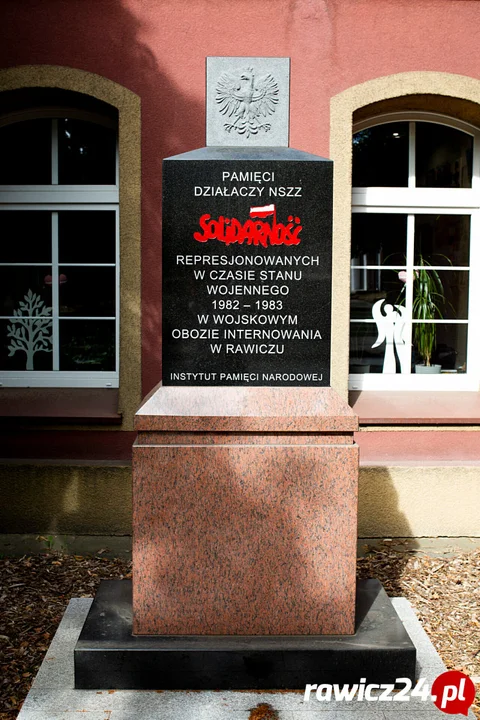 PAMIĘCI
DZIAŁACZY NSZZ
SOLIDARNOŚĆ
REPRESJONOWANYCH
W CZASIE STANU
WOJENNEGO
1982 – 1983
W WOJSKOWYM
OBOZIE INTERNOWANIA
W RAWICZU
INSTYTUT PAMIĘCI NARODOWEJ
rawicz24.pl